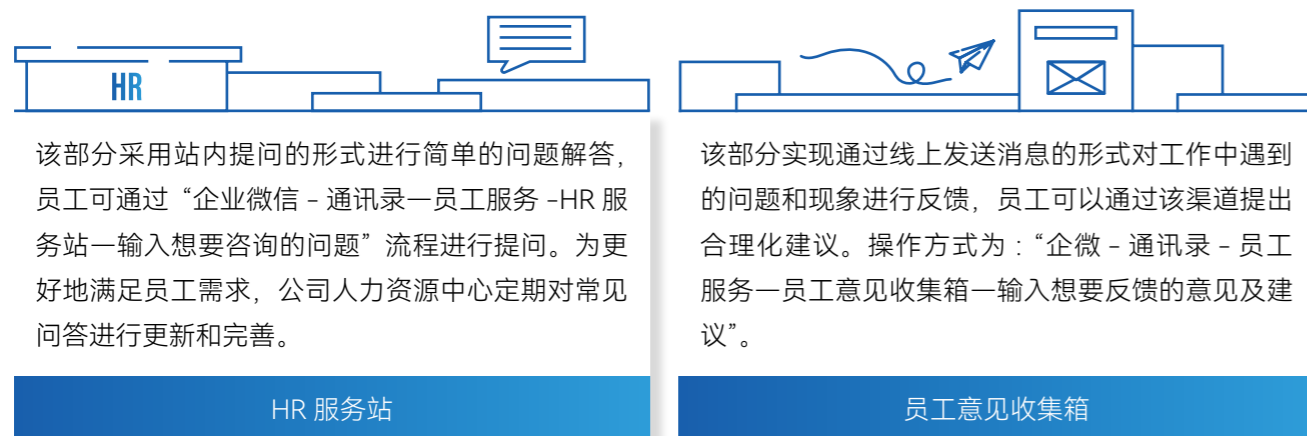 HR
该部分采用站内提问的形式进行简单的问题解答，
员工可通过“企业微信 – 通讯录—员工服务 –HR 服
务站—输入想要咨询的问题”流程进行提问。为更
好地满足员工需求，公司人力资源中心定期对常见
问答进行更新和完善。
HR 服务站
该部分实现通过线上发送消息的形式对工作中遇到
的问题和现象进行反馈，员工可以通过该渠道提出
合理化建议。操作方式为：“企微 – 通讯录 – 员工
服务—员工意见收集箱—输入想要反馈的意见及建
议”。
员工意见收集箱